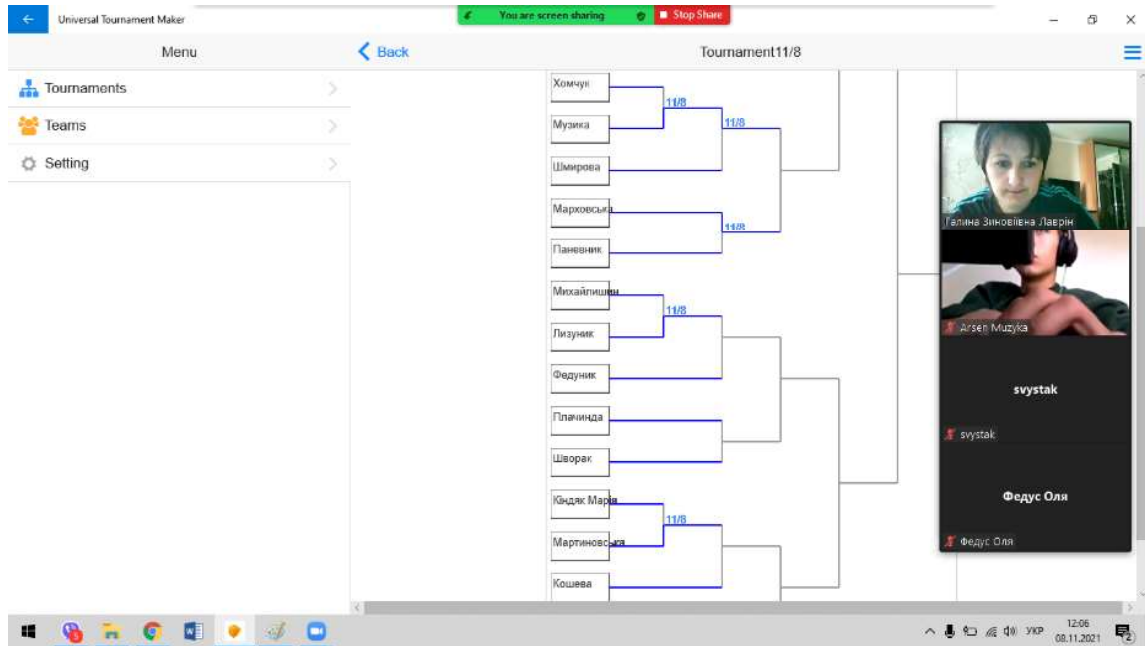 Universal Tournament Maker
You are screen sharing
Stop Share
Menu
Back
Tournament11/8
Tournaments
Teams
Setting
Хомчук
11/8
Музика
11/8
Шмирова
Марховська
11/8
Паневник
Михайлишин
11/8
Лизуник
Федуник
Плачинда
Шворак
Кіндяк Марія
11/8
Мартиновська
Кошева
Галина Зиновіївна Лаврін
Arsen Muzyka
svystak
svystak
Федус Оля
Федус Оля
УКР
12:06
08.11.2021
5
2